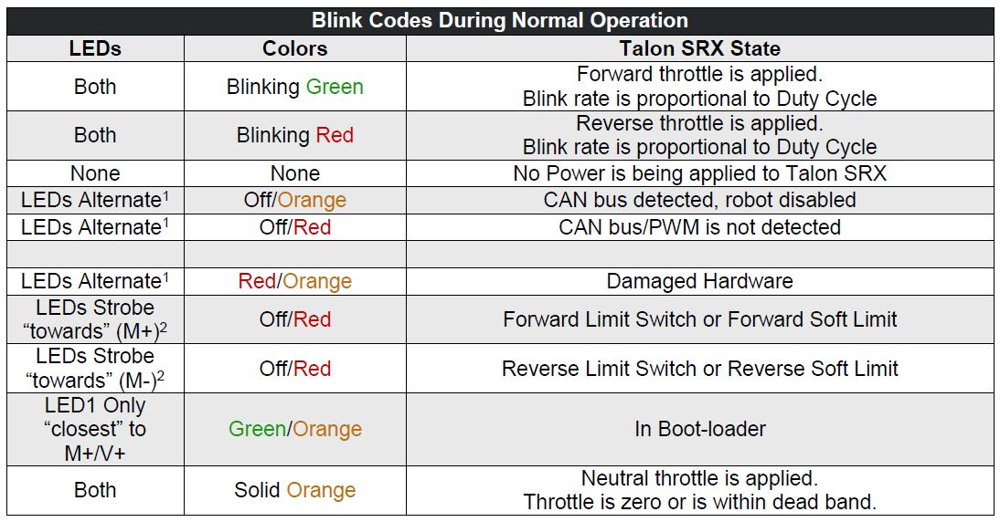 Blink Codes During Normal Operation
LEDs Colors Talon SRX State
Both Blinking Green Forward throttle is applied.
Blink rate is proportional to Duty Cycle
Both Blinking Red Reverse throttle is applied.
Blink rate is proportional to Duty Cycle
None None No Power is being applied to Talon SRX
LEDs Alternate¹ Off/Orange CAN bus detected, robot disabled
LEDs Alternate¹ Off/Red CAN bus/PWM is not detected
LEDs Alternate¹ Red/Orange Damaged Hardware
LEDs Strobe
“towards” (M+)² Off/Red Forward Limit Switch or Forward Soft Limit
LEDs Strobe
“towards” (M-)² Off/Red Reverse Limit Switch or Reverse Soft Limit
LED1 Only
“closest” to Green/Orange In Boot-loader
M+/V+
Both Solid Orange Neutral throttle is applied.
Throttle is zero or is within dead band.